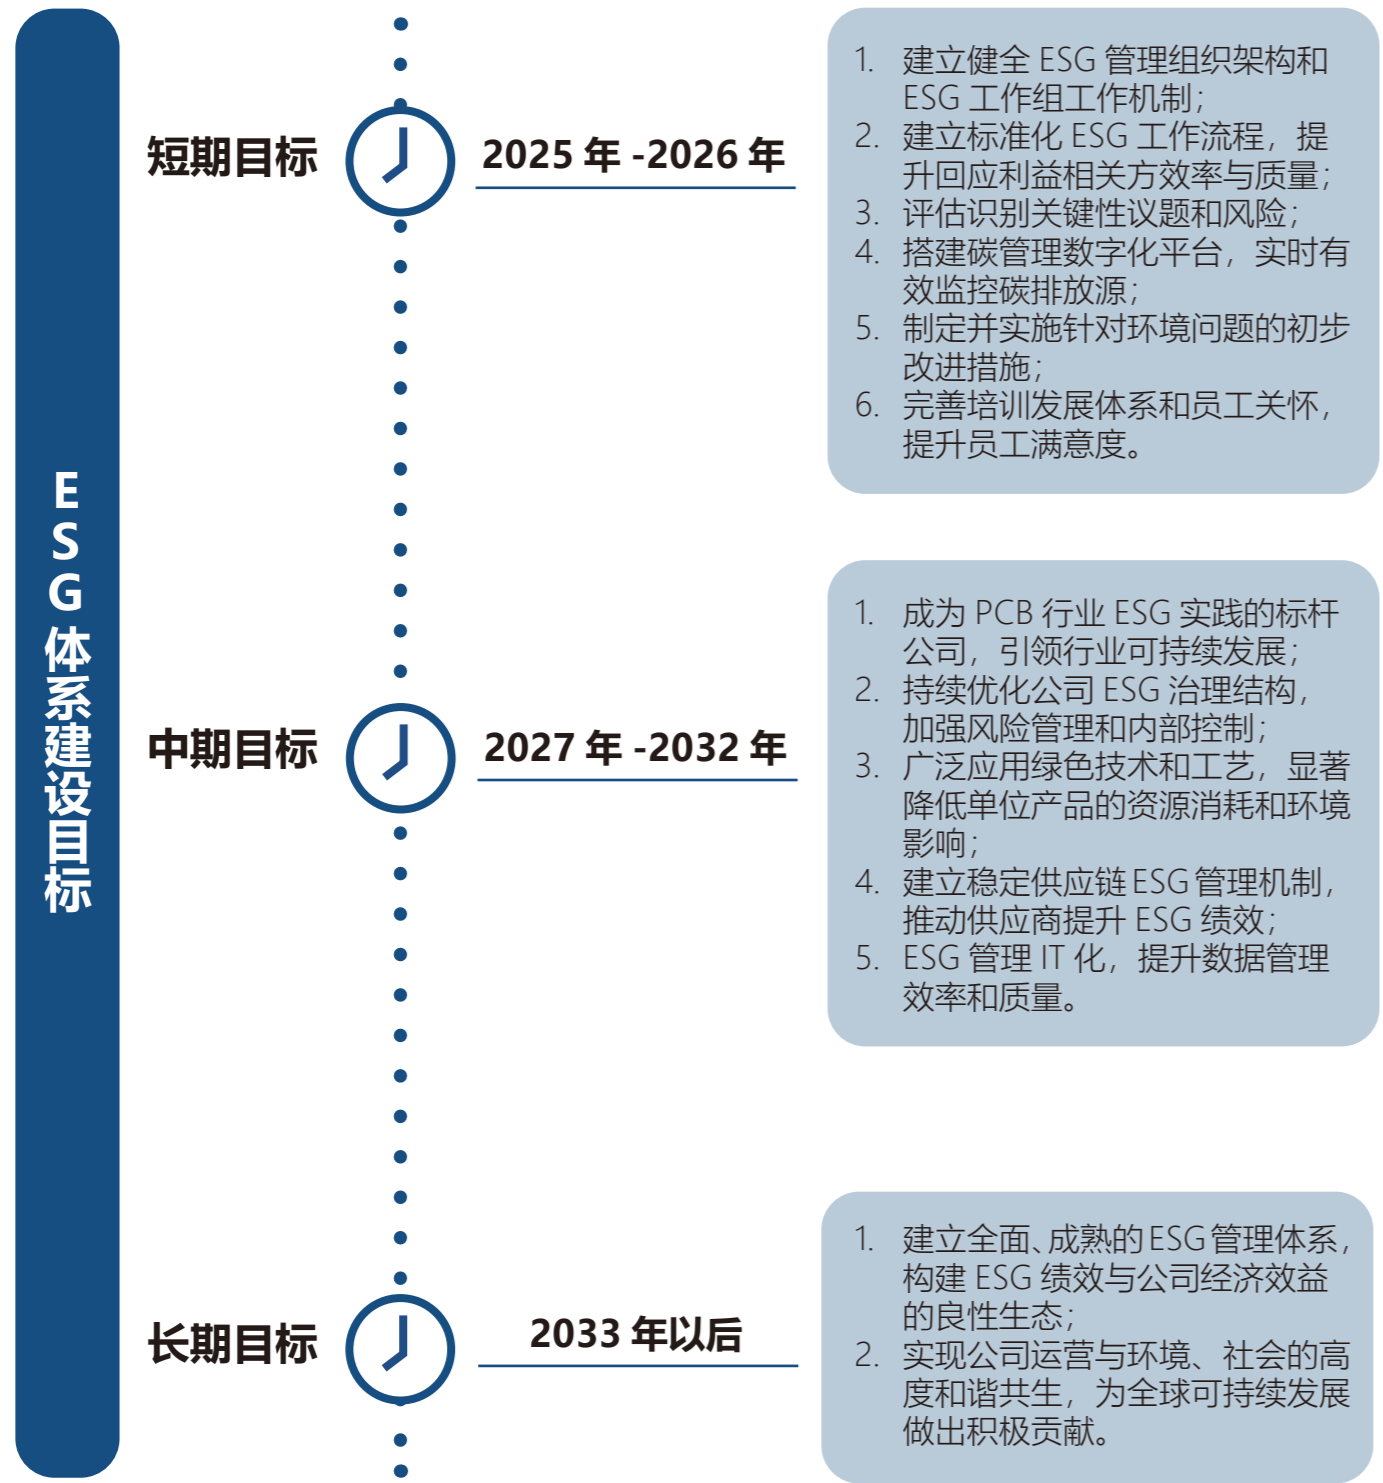 ESG体系建设目标
短期目标
2025 年 -2026 年
1. 建立健全 ESG 管理组织架构和
ESG 工作组工作机制；
2. 建立标准化 ESG 工作流程，提
升回应利益相关方效率与质量；
3. 评估识别关键性议题和风险；
4. 搭建碳管理数字化平台，实时有
效监控碳排放源；
5. 制定并实施针对环境问题的初步
改进措施；
6. 完善培训发展体系和员工关怀，
提升员工满意度。
中期目标
2027 年 -2032 年
1. 成为 PCB 行业 ESG 实践的标杆
公司，引领行业可持续发展；
2. 持续优化公司 ESG 治理结构，
加强风险管理和内部控制；
3. 广泛应用绿色技术和工艺，显著
降低单位产品的资源消耗和环境
影响；
4. 建立稳定供应链 ESG 管理机制，
推动供应商提升 ESG 绩效；
5. ESG 管理 IT 化，提升数据管理
效率和质量。
长期目标
2033 年以后
1. 建立全面、成熟的 ESG 管理体系，
构建 ESG 绩效与公司经济效益
的良性生态；
2. 实现公司运营与环境、社会的高
度和谐共生，为全球可持续发展
做出积极贡献。